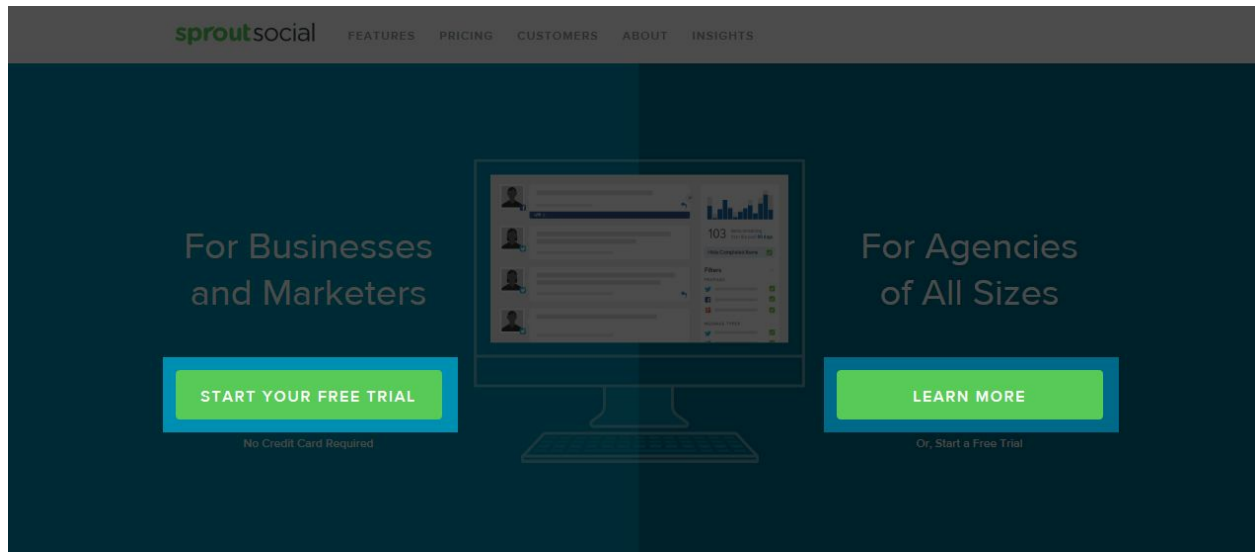 sproutsocial FEATURES PRICING CUSTOMERS ABOUT INSIGHTS
For Businesses
and Marketers
START YOUR FREE TRIAL
No Credit Card Required
103
Filters
For Agencies
of All Sizes
LEARN MORE
Or, Start a Free Trial